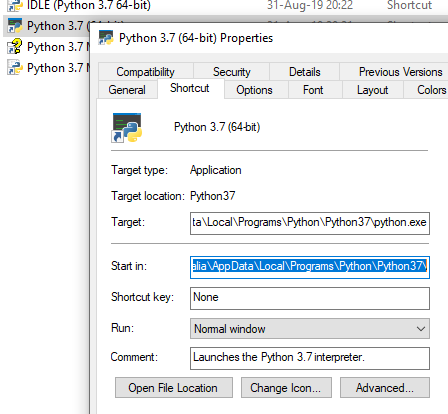 IDLE (Python 3.7 64-bit) 31-Aug-19 20:22 Shortcut
Python 3.7
Python 3.7 (64-bit) Properties
Python 3.7 M
Python 3.7 M
Compatibility Security Details Previous Versions
General Shortcut Options Font Layout Colors
Python 3.7 (64-bit)
Target type: Application
Target location: Python37
Target: ta\Local\Programs\Python\Python37\python.exe
Start in: alia\AppData\Local\Programs\Python\Python37\
Shortcut key: None
Run: Normal window
Comment: Launches the Python 3.7 interpreter.
Open File Location Change Icon... Advanced...